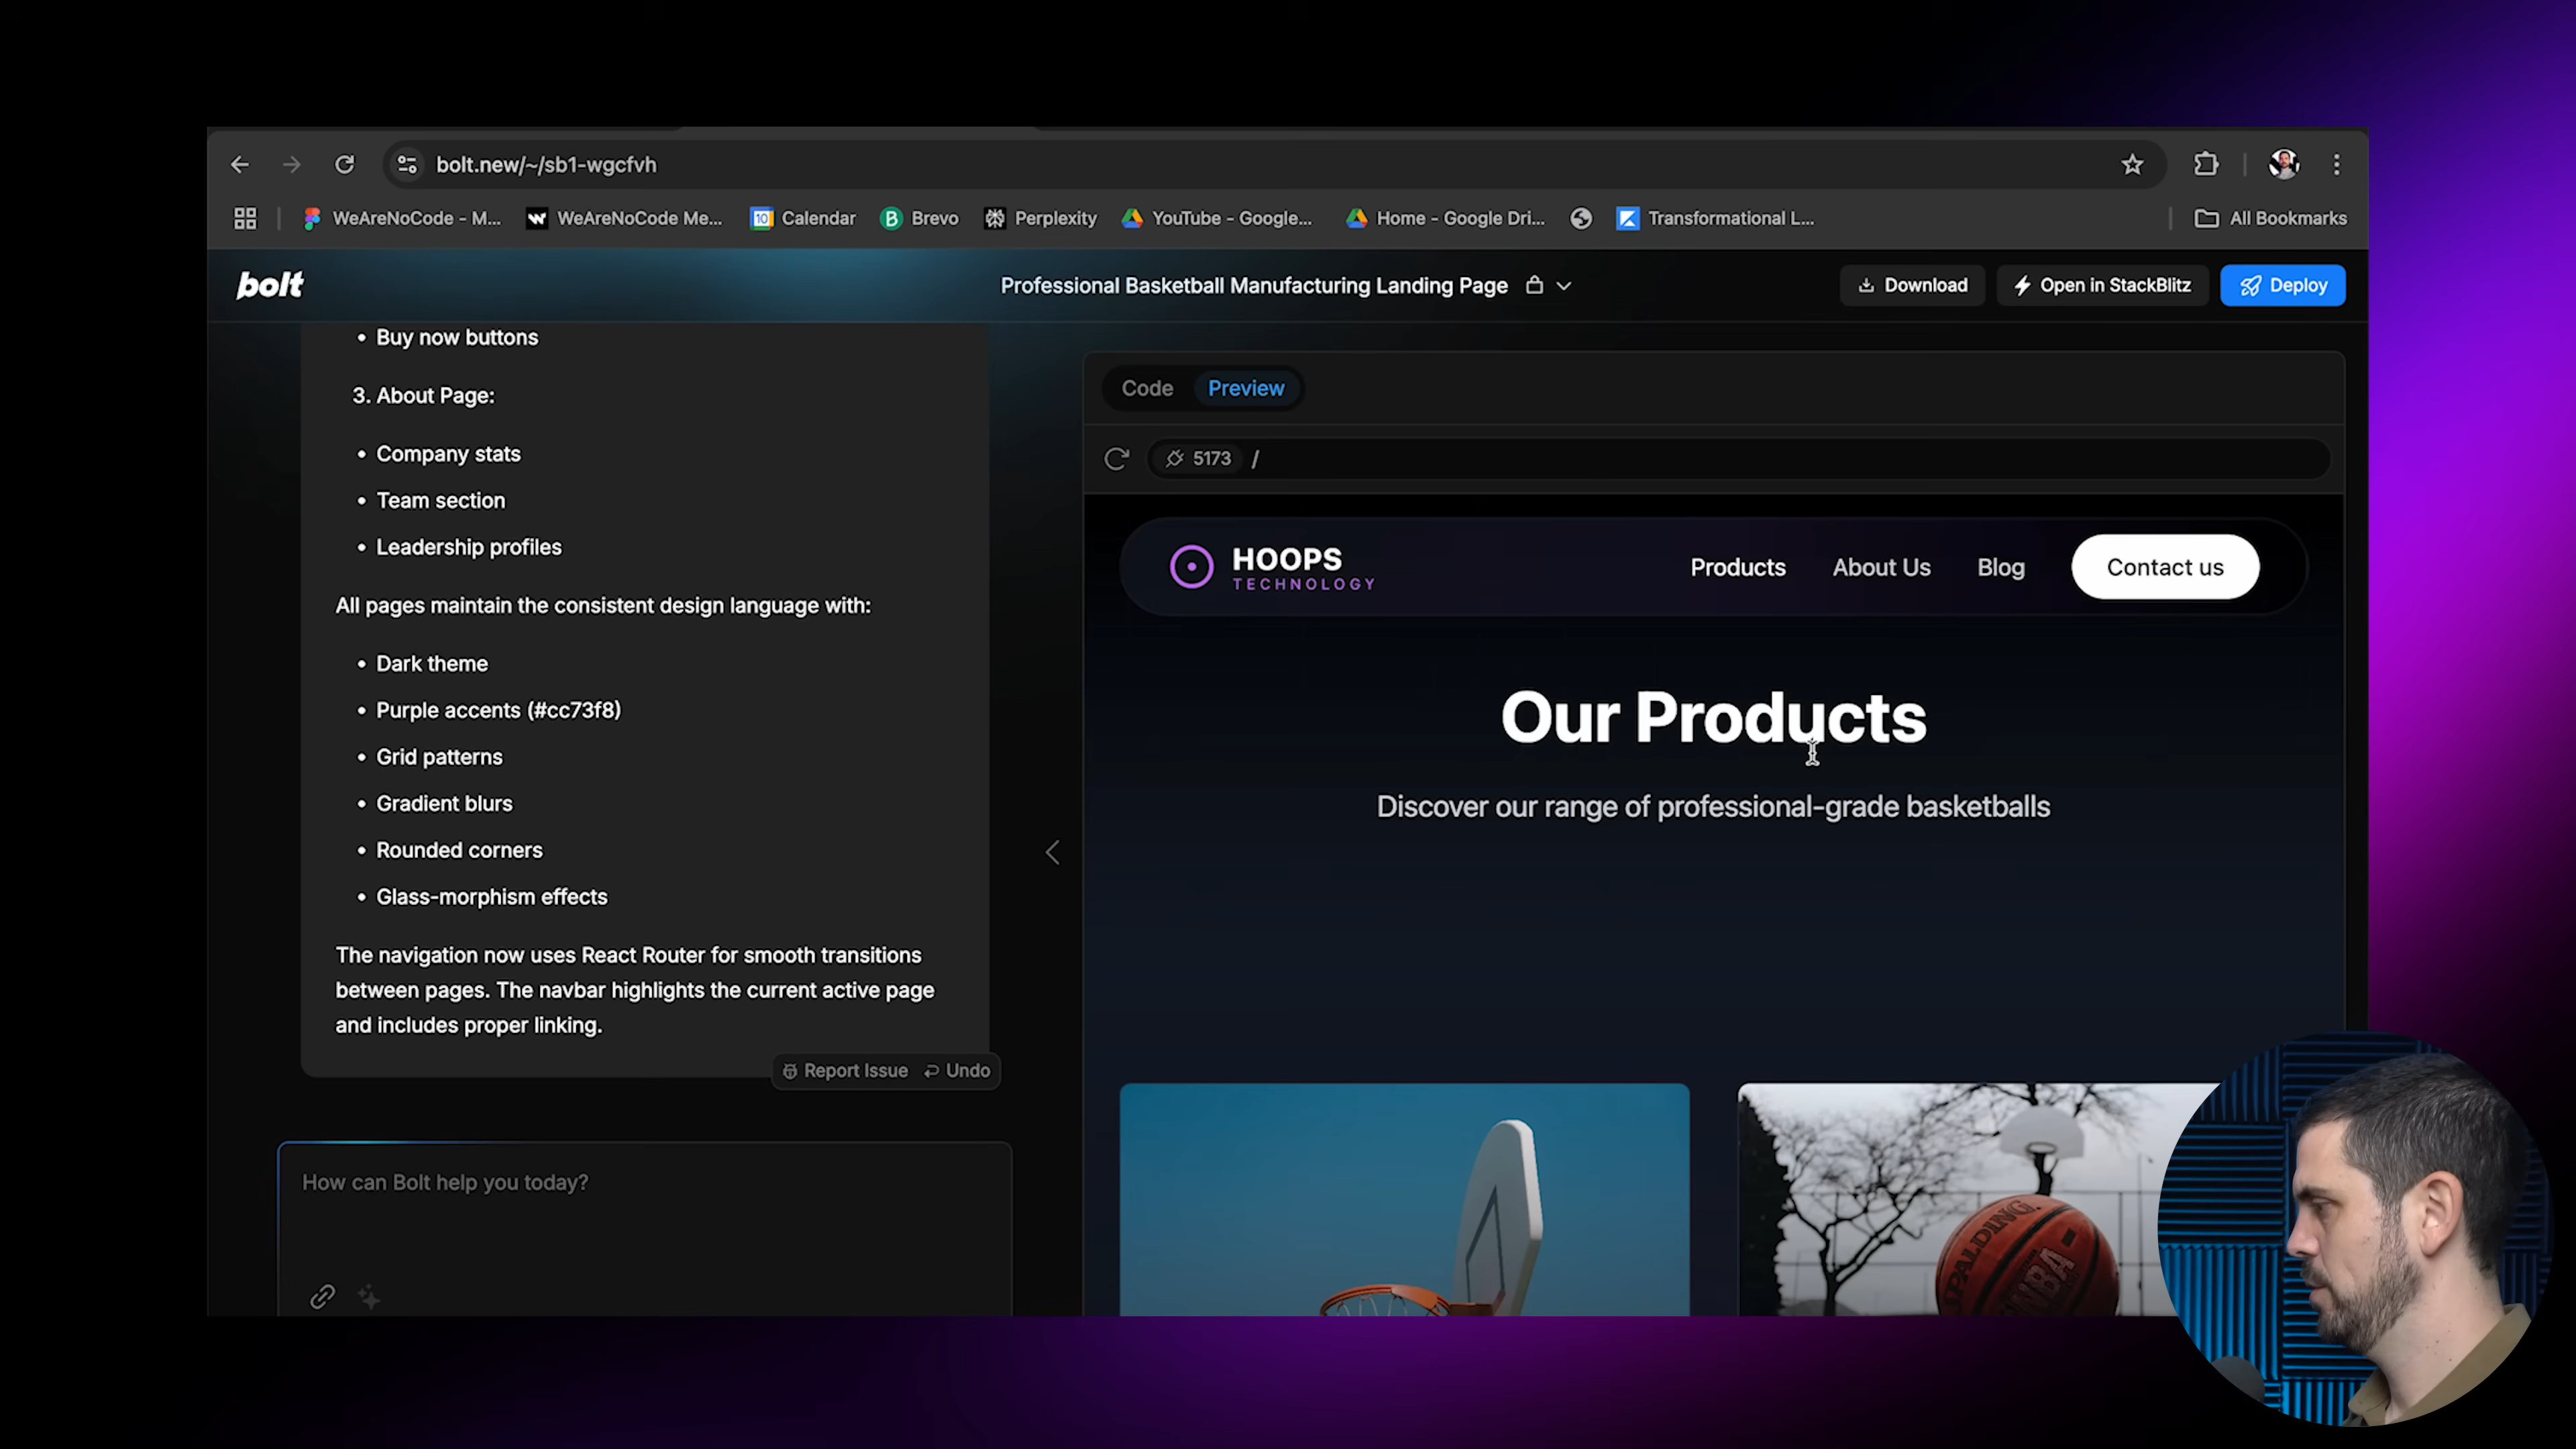 bolt.new/~/sb1-wgcfvh
WeAreNoCode - M...
WeAreNoCode Me...
10
Calendar
B
Brevo
Perplexity
YouTube - Google...
Home - Google Dri...
Transformational L...
All Bookmarks
bolt
Professional Basketball Manufacturing Landing Page
Download
Open in StackBlitz
Deploy
• Buy now buttons
3. About Page:
• Company stats
• Team section
• Leadership profiles
All pages maintain the consistent design language with:
• Dark theme
• Purple accents (#cc73f8)
• Grid patterns
• Gradient blurs
• Rounded corners
• Glass-morphism effects
The navigation now uses React Router for smooth transitions
between pages. The navbar highlights the current active page
and includes proper linking.
Report Issue
Undo
How can Bolt help you today?
Code
Preview
5173
/
HOOPS
TECHNOLOGY
Products
About Us
Blog
Contact us
Our Products
Discover our range of professional-grade basketballs
SPALDING
NBA